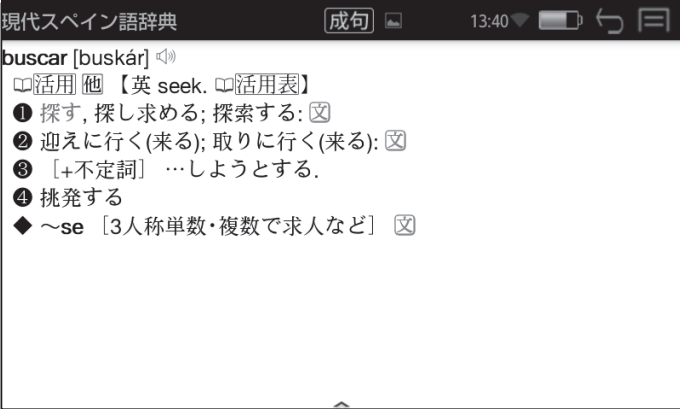 現代スペイン語辞典 成句 13:40
buscar [buskár]
活用 他 【英 seek. 活用表】
❶ 探す, 探し求める; 探索する: 文
❷ 迎えに行く(来る); 取りに行く(来る): 文
❸ ［+不定詞］ …しようとする.
❹ 挑発する
◆ ～se ［3人称単数・複数で求人など］ 文